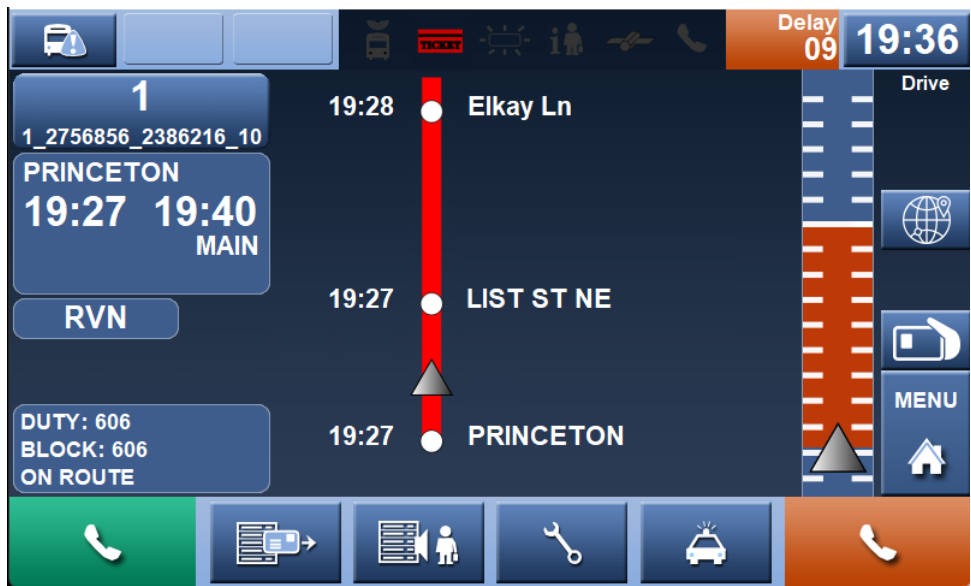 TICKET
Delay
09
19:36
Drive
1
1_2756856_2386216_10
PRINCETON
19:27 19:40
MAIN
RVN
DUTY: 606
BLOCK: 606
ON ROUTE
19:28 Elkay Ln
19:27 LIST ST NE
19:27 PRINCETON
MENU